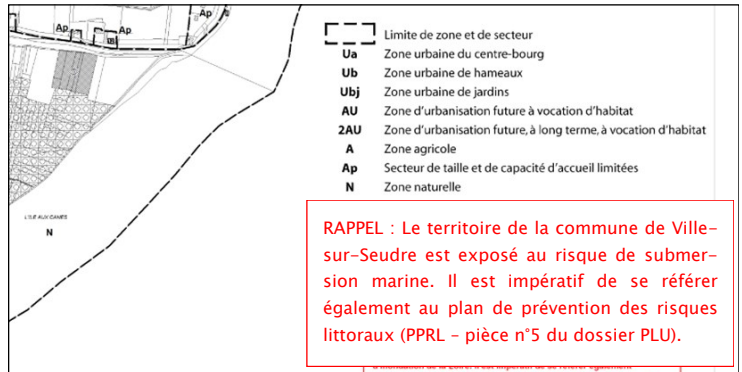 Ap
Ap
Ap
Limite de zone et de secteur
Ua Zone urbaine du centre-bourg
Ub Zone urbaine de hameaux
Ubj Zone urbaine de jardins
AU Zone d'urbanisation future à vocation d'habitat
2AU Zone d'urbanisation future, à long terme, à vocation d'habitat
A Zone agricole
Ap Secteur de taille et de capacité d'accueil limitées
N Zone naturelle
L'ILE AUX CANES
N
RAPPEL : Le territoire de la commune de Ville-
sur-Seudre est exposé au risque de submer-
sion marine. Il est impératif de se référer
également au plan de prévention des risques
littoraux (PPRL - pièce n°5 du dossier PLU).